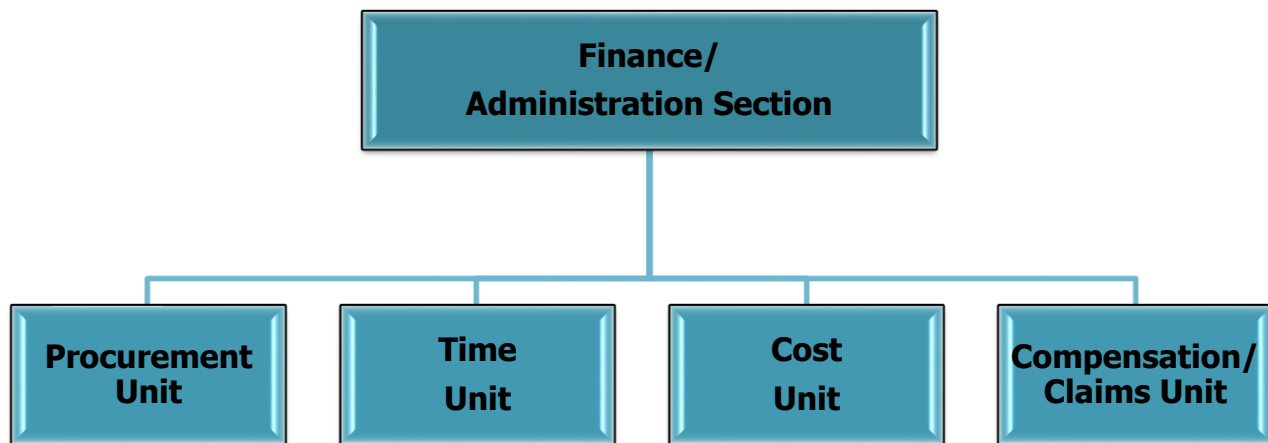 Finance/
Administration Section
Procurement
Unit
Time
Unit
Cost
Unit
Compensation/
Claims Unit